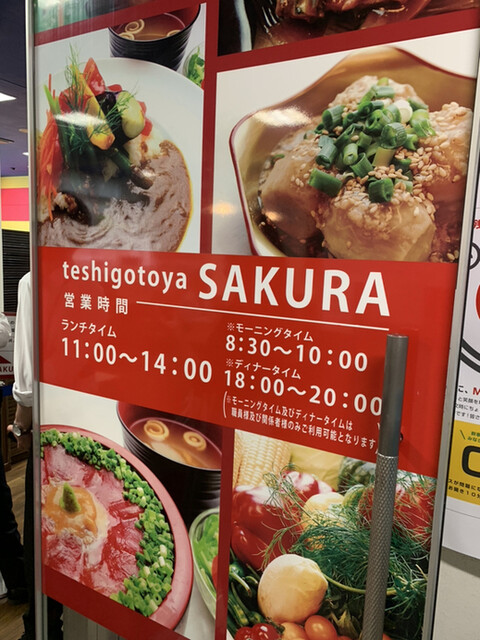 teshigotoya SAKURA
営業時間
ランチタイム
11:00～14:00
※モーニングタイム
8:30～10:00
※ディナータイム
18:00～20:00
(※モーニングタイム及びディナータイムは
職員様及び関係者様のみご利用可能となります)